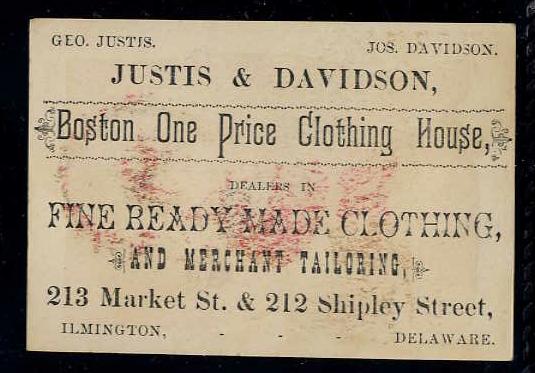 GEO. JUSTIS. JOS. DAVIDSON.
JUSTIS & DAVIDSON,
Boston One Price Clothing House,
DEALERS IN
FINE READY MADE CLOTHING,
AND MERCHANT TAILORING,
213 Market St. & 212 Shipley Street,
ILMINGTON, - - - DELAWARE.